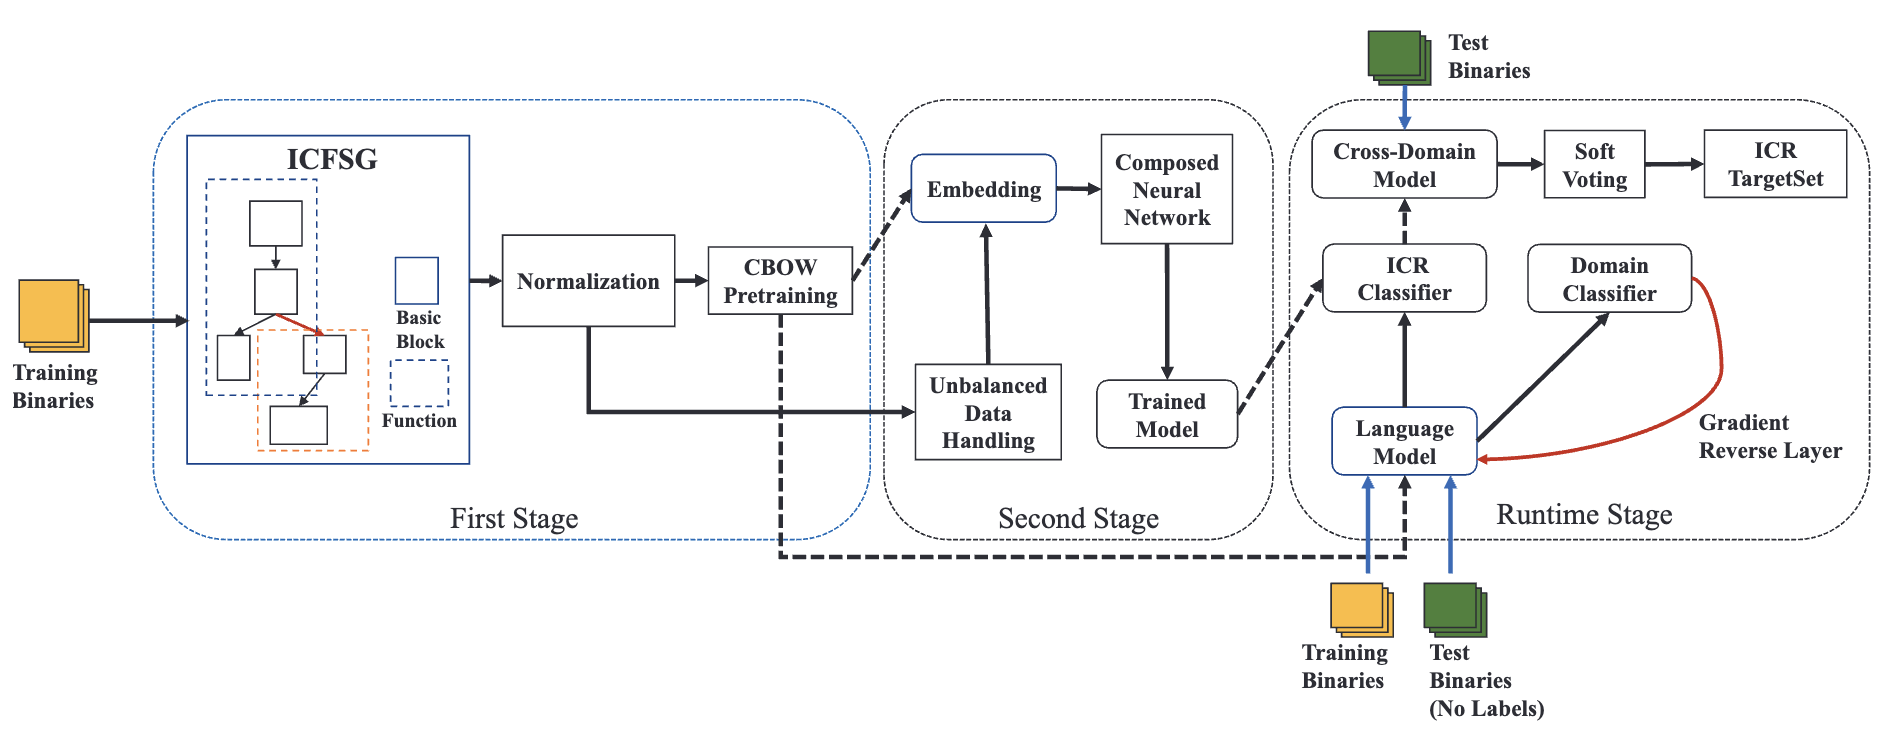 Test
Binaries
ICFSG
Basic
Block
Function
Training
Binaries
Normalization
CBOW
Pretraining
First Stage
Embedding
Composed
Neural
Network
Unbalanced
Data
Handling
Trained
Model
Second Stage
Cross-Domain
Model
Soft
Voting
ICR
TargetSet
ICR
Classifier
Domain
Classifier
Language
Model
Gradient
Reverse Layer
Runtime Stage
Training
Binaries
Test
Binaries
(No Labels)